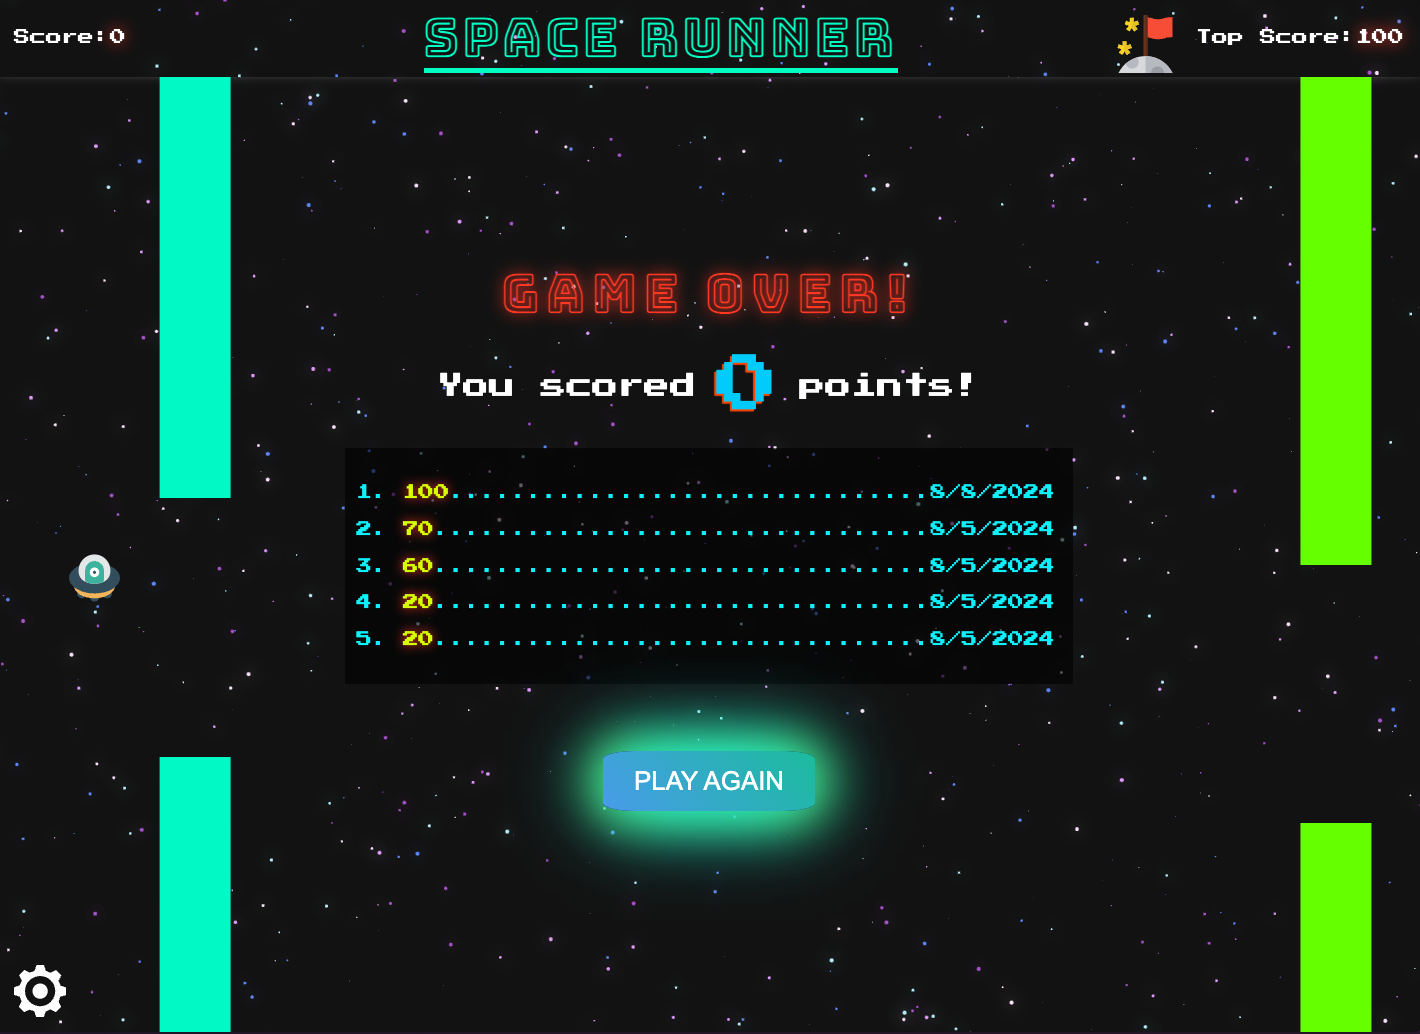 Score:0
SPACE RUNNER
Top Score:100
GAME OVER!
You scored 0 points!
1. 100...............................8/8/2024
2. 70................................8/5/2024
3. 60................................8/5/2024
4. 20................................8/5/2024
5. 20................................8/5/2024
PLAY AGAIN